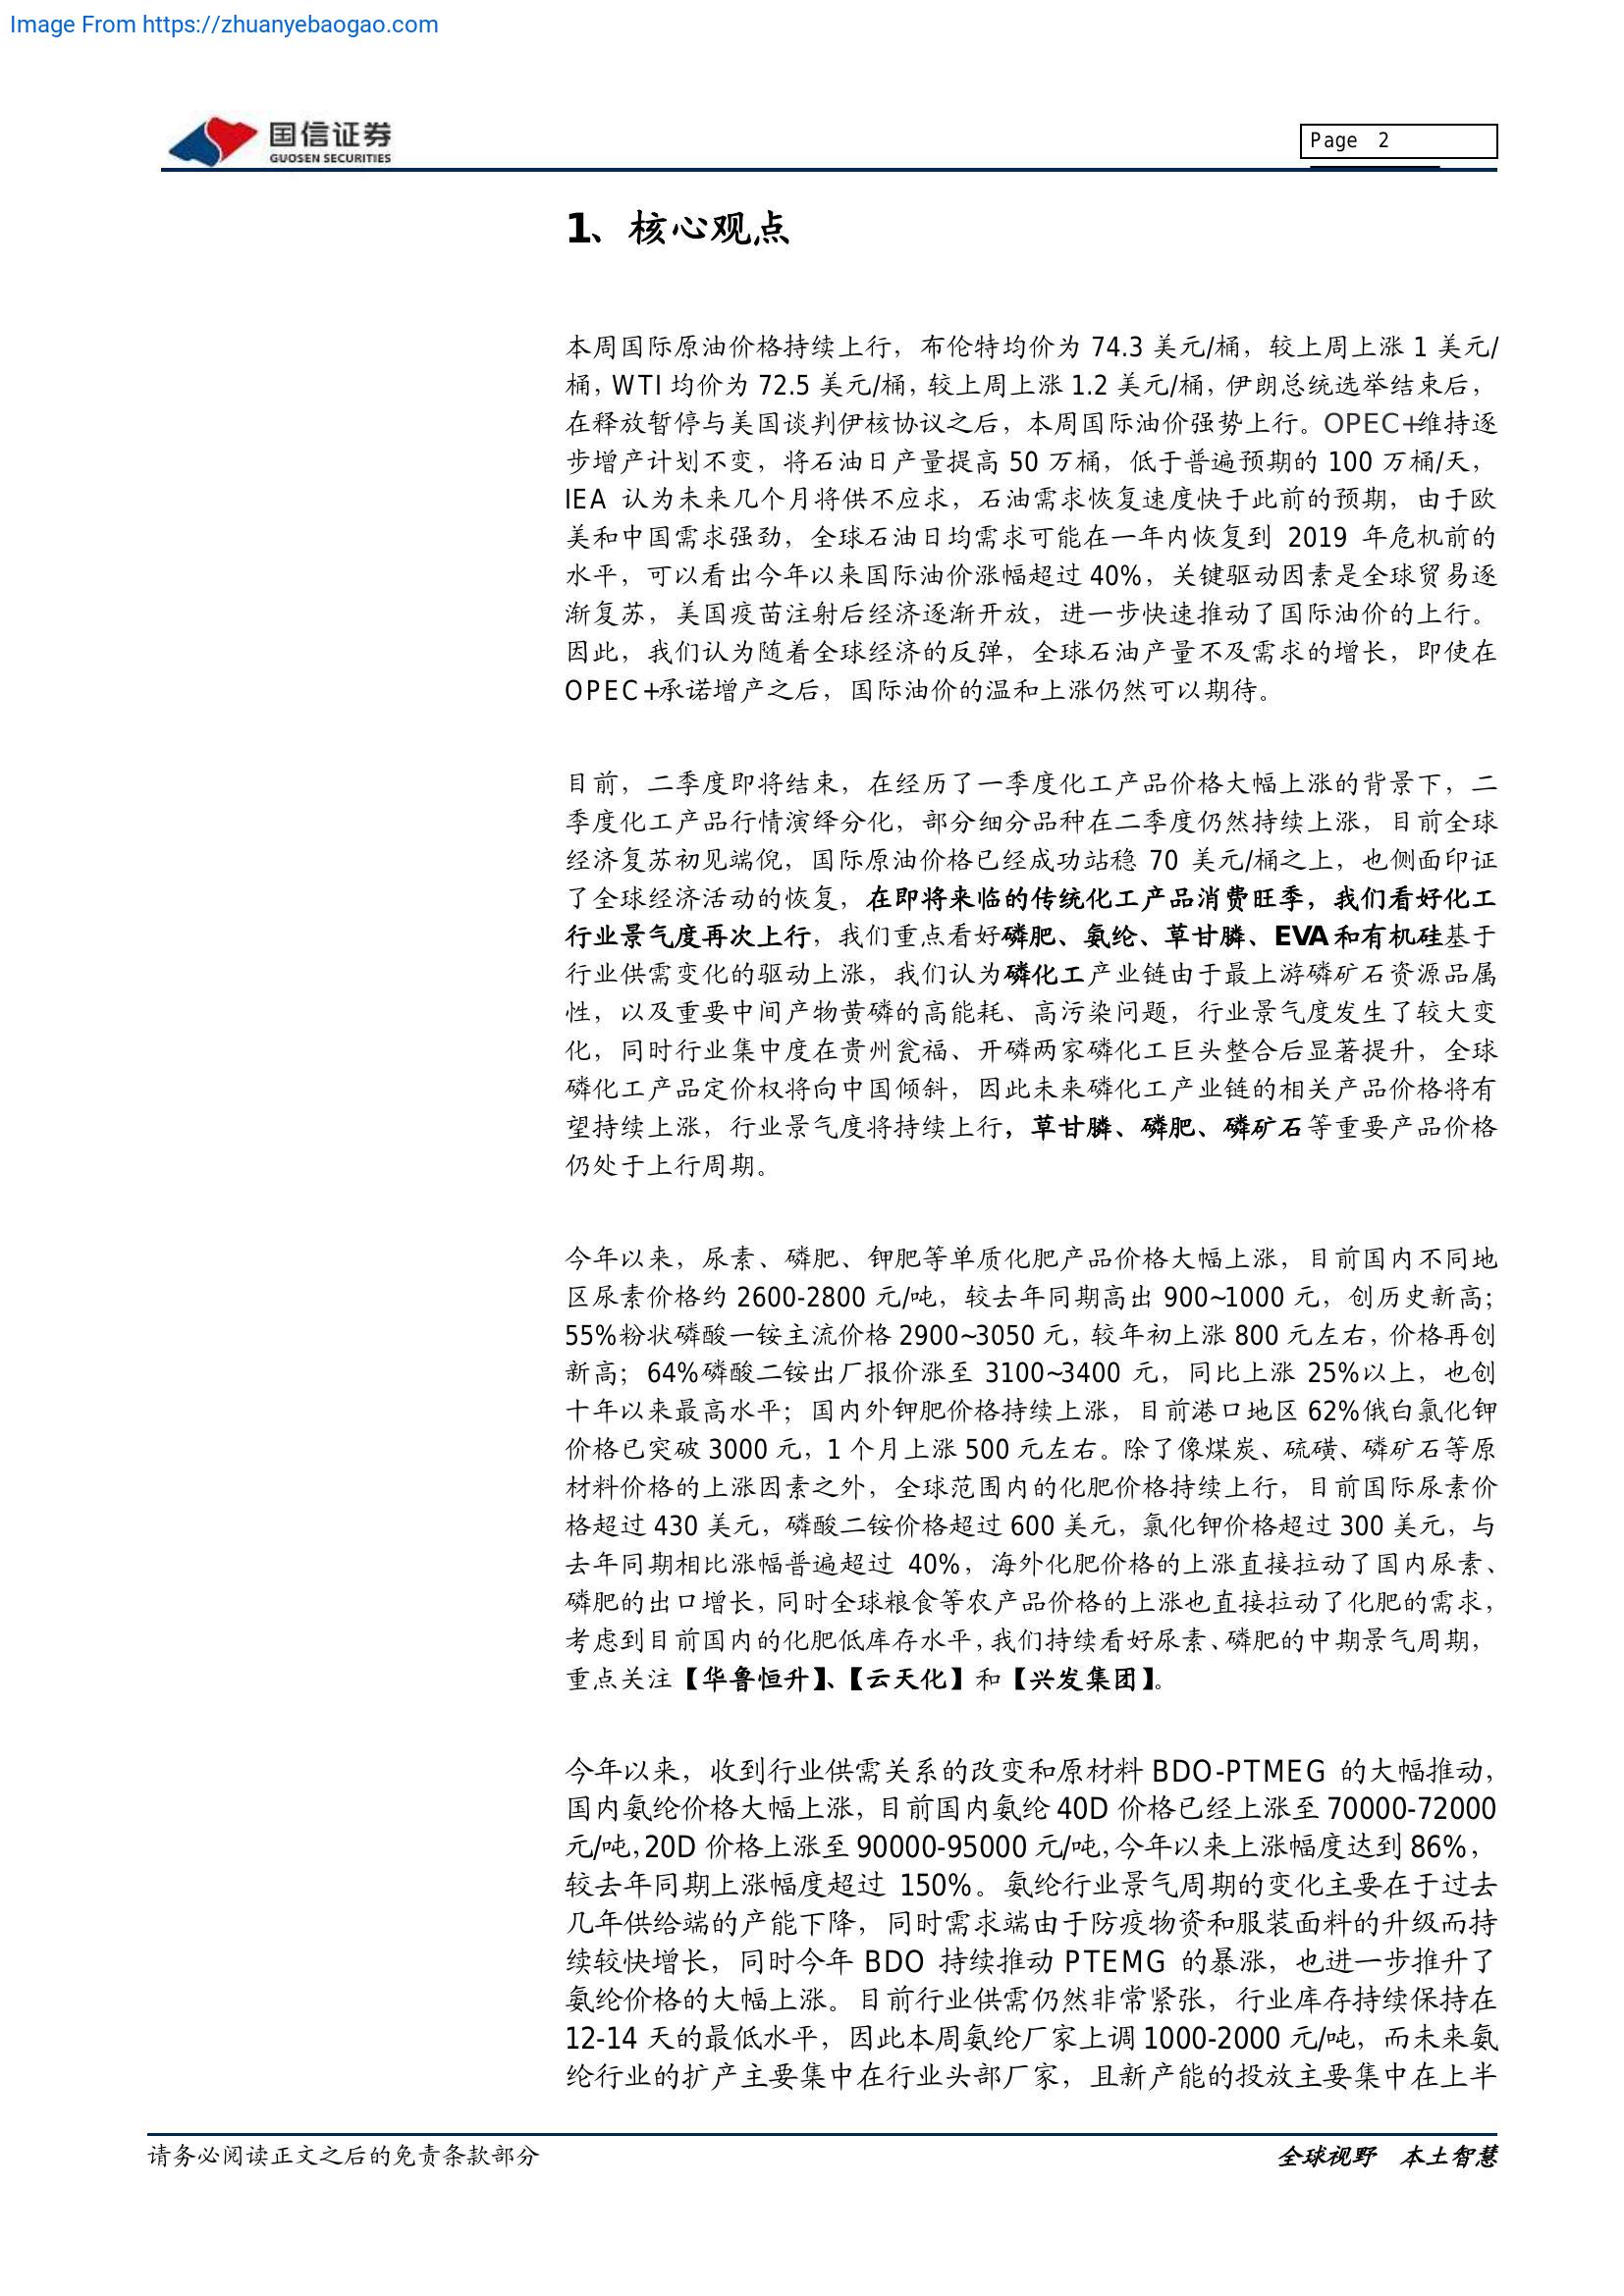 Image From https://zhuanyebaogao.com
国信证券
GUOSEN SECURITIES
Page 2
1、核心观点
本周国际原油价格持续上行，布伦特均价为 74.3 美元/桶，较上周上涨 1 美元/
桶，WTI 均价为 72.5 美元/桶，较上周上涨 1.2 美元/桶，伊朗总统选举结束后，
在释放暂停与美国谈判伊核协议之后，本周国际油价强势上行。OPEC+维持逐
步增产计划不变，将石油日产量提高 50 万桶，低于普遍预期的 100 万桶/天，
IEA 认为未来几个月将供不应求，石油需求恢复速度快于此前的预期，由于欧
美和中国需求强劲，全球石油日均需求可能在一年内恢复到 2019 年危机前的
水平，可以看出今年以来国际油价涨幅超过 40%，关键驱动因素是全球贸易逐
渐复苏，美国疫苗注射后经济逐渐开放，进一步快速推动了国际油价的上行。
因此，我们认为随着全球经济的反弹，全球石油产量不及需求的增长，即使在
OPEC+承诺增产之后，国际油价的温和上涨仍然可以期待。
目前，二季度即将结束，在经历了一季度化工产品价格大幅上涨的背景下，二
季度化工产品行情演绎分化，部分细分品种在二季度仍然持续上涨，目前全球
经济复苏初见端倪，国际原油价格已经成功站稳 70 美元/桶之上，也侧面印证
了全球经济活动的恢复，在即将来临的传统化工产品消费旺季，我们看好化工
行业景气度再次上行，我们重点看好磷肥、氨纶、草甘膦、EVA 和有机硅基于
行业供需变化的驱动上涨，我们认为磷化工产业链由于最上游磷矿石资源品属
性，以及重要中间产物黄磷的高能耗、高污染问题，行业景气度发生了较大变
化，同时行业集中度在贵州瓮福、开磷两家磷化工巨头整合后显著提升，全球
磷化工产品定价权将向中国倾斜，因此未来磷化工产业链的相关产品价格将有
望持续上涨，行业景气度将持续上行，草甘膦、磷肥、磷矿石等重要产品价格
仍处于上行周期。
今年以来，尿素、磷肥、钾肥等单质化肥产品价格大幅上涨，目前国内不同地
区尿素价格约 2600-2800 元/吨，较去年同期高出 900~1000 元，创历史新高；
55%粉状磷酸一铵主流价格 2900~3050 元，较年初上涨 800 元左右，价格再创
新高；64%磷酸二铵出厂报价涨至 3100~3400 元，同比上涨 25%以上，也创
十年以来最高水平；国内外钾肥价格持续上涨，目前港口地区 62%俄白氯化钾
价格已突破 3000 元，1 个月上涨 500 元左右。除了像煤炭、硫磺、磷矿石等原
材料价格的上涨因素之外，全球范围内的化肥价格持续上行，目前国际尿素价
格超过 430 美元，磷酸二铵价格超过 600 美元，氯化钾价格超过 300 美元，与
去年同期相比涨幅普遍超过 40%，海外化肥价格的上涨直接拉动了国内尿素、
磷肥的出口增长，同时全球粮食等农产品价格的上涨也直接拉动了化肥的需求，
考虑到目前国内的化肥低库存水平，我们持续看好尿素、磷肥的中期景气周期，
重点关注【华鲁恒升】、【云天化】和【兴发集团】。
今年以来，收到行业供需关系的改变和原材料 BDO-PTMEG 的大幅推动，
国内氨纶价格大幅上涨，目前国内氨纶 40D 价格已经上涨至 70000-72000
元/吨，20D 价格上涨至 90000-95000 元/吨，今年以来上涨幅度达到 86%，
较去年同期上涨幅度超过 150%。氨纶行业景气周期的变化主要在于过去
几年供给端的产能下降，同时需求端由于防疫物资和服装面料的升级而持
续较快增长，同时今年 BDO 持续推动 PTEMG 的暴涨，也进一步推升了
氨纶价格的大幅上涨。目前行业供需仍然非常紧张，行业库存持续保持在
12-14 天的最低水平，因此本周氨纶厂家上调 1000-2000 元/吨，而未来氨
纶行业的扩产主要集中在行业头部厂家，且新产能的投放主要集中在上半
请务必阅读正文之后的免责条款部分
全球视野 本土智慧